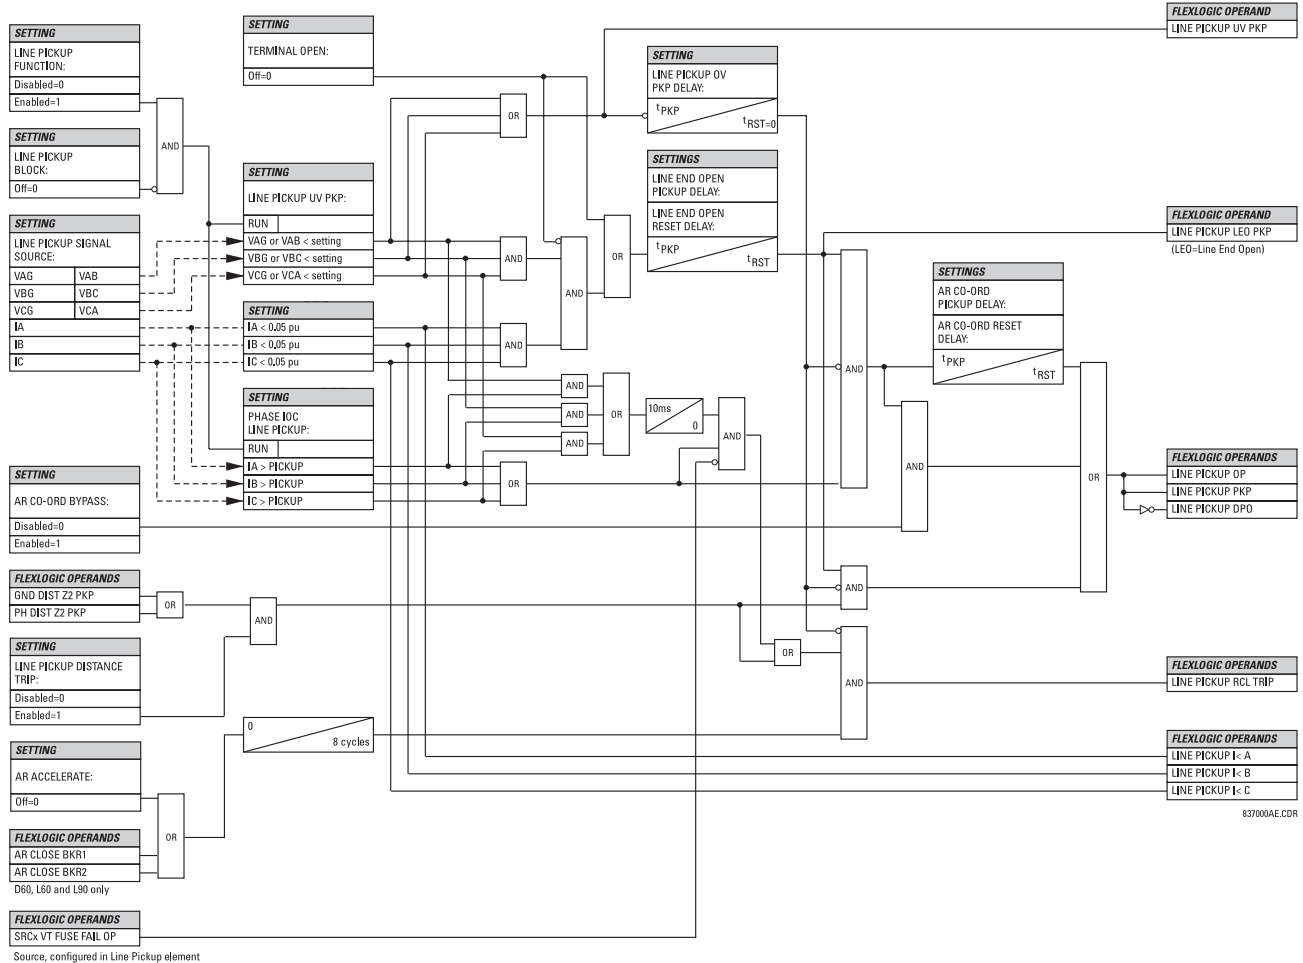 SETTING
LINE PICKUP
FUNCTION:
Disabled=0
Enabled=1
SETTING
LINE PICKUP
BLOCK:
Off=0
SETTING
LINE PICKUP SIGNAL
SOURCE:
VAG VAB
VBG VBC
VCG VCA
IA
IB
IC
SETTING
AR CO-ORD BYPASS:
Disabled=0
Enabled=1
FLEXLOGIC OPERANDS
GND DIST Z2 PKP
PH DIST Z2 PKP
SETTING
LINE PICKUP DISTANCE
TRIP:
Disabled=0
Enabled=1
SETTING
AR ACCELERATE:
Off=0
FLEXLOGIC OPERANDS
AR CLOSE BKR1
AR CLOSE BKR2
D60, L60 and L90 only
FLEXLOGIC OPERANDS
SRCx VT FUSE FAIL OP
Source, configured in Line Pickup element
AND
OR
OR
SETTING
TERMINAL OPEN:
Off=0
SETTING
LINE PICKUP UV PKP:
RUN
VAG or VAB < setting
VBG or VBC < setting
VCG or VCA < setting
SETTING
IA < 0.05 pu
IB < 0.05 pu
IC < 0.05 pu
SETTING
PHASE IOC
LINE PICKUP:
RUN
IA > PICKUP
IB > PICKUP
IC > PICKUP
AND
0
8 cycles
OR
AND
AND
OR
AND
AND
AND
AND
OR
OR
10ms
0
AND
SETTING
LINE PICKUP OV
PKP DELAY:
tPKP
tRST=0
SETTINGS
LINE END OPEN
PICKUP DELAY:
LINE END OPEN
RESET DELAY:
tPKP
tRST
OR
AND
AND
AND
AND
SETTINGS
AR CO-ORD
PICKUP DELAY:
AR CO-ORD RESET
DELAY:
tPKP
tRST
OR
FLEXLOGIC OPERAND
LINE PICKUP UV PKP
FLEXLOGIC OPERAND
LINE PICKUP LEO PKP
(LEO=Line End Open)
FLEXLOGIC OPERANDS
LINE PICKUP OP
LINE PICKUP PKP
LINE PICKUP DPO
FLEXLOGIC OPERANDS
LINE PICKUP RCL TRIP
FLEXLOGIC OPERANDS
LINE PICKUP I< A
LINE PICKUP I< B
LINE PICKUP I< C
837000AE.CDR